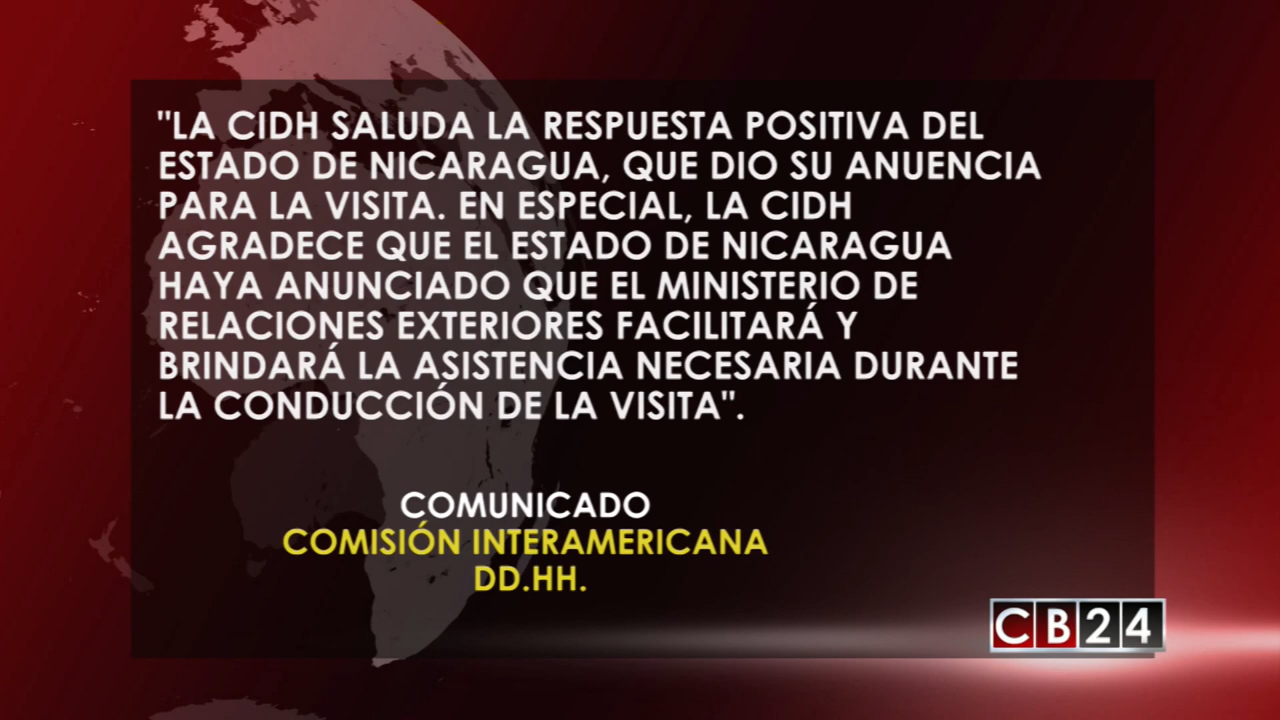 "LA CIDH SALUDA LA RESPUESTA POSITIVA DEL
ESTADO DE NICARAGUA, QUE DIO SU ANUENCIA
PARA LA VISITA. EN ESPECIAL, LA CIDH
AGRADECE QUE EL ESTADO DE NICARAGUA
HAYA ANUNCIADO QUE EL MINISTERIO DE
RELACIONES EXTERIORES FACILITARÁ Y
BRINDARÁ LA ASISTENCIA NECESARIA DURANTE
LA CONDUCCIÓN DE LA VISITA".
COMUNICADO
COMISIÓN INTERAMERICANA
DD.HH.
CB24